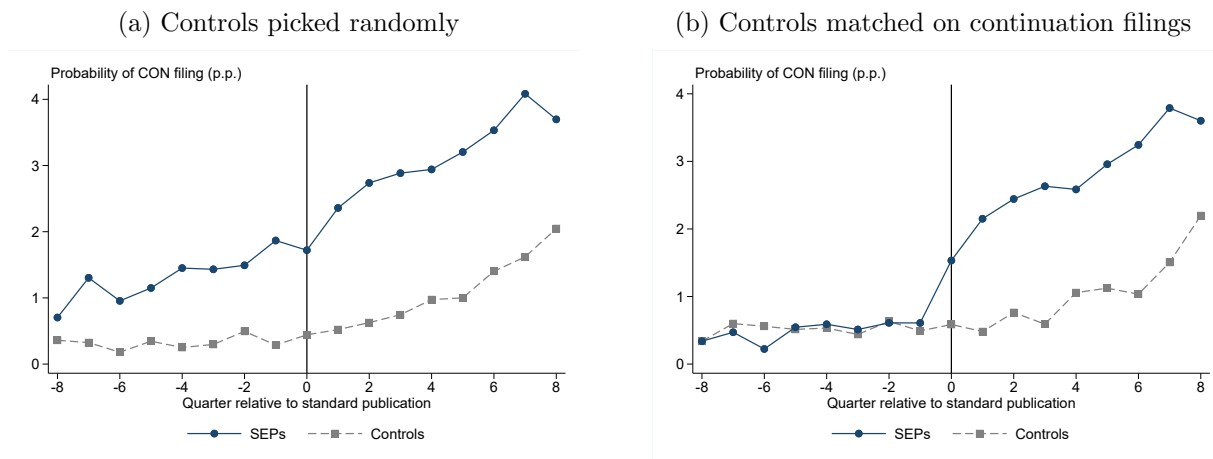 (a) Controls picked randomly
Probability of CON filing (p.p.)
4
3
2
1
0
-8 -6 -4 -2 0 2 4 6 8
Quarter relative to standard publication
SEPs Controls
(b) Controls matched on continuation filings
Probability of CON filing (p.p.)
4
3
2
1
0
-8 -6 -4 -2 0 2 4 6 8
Quarter relative to standard publication
SEPs Controls